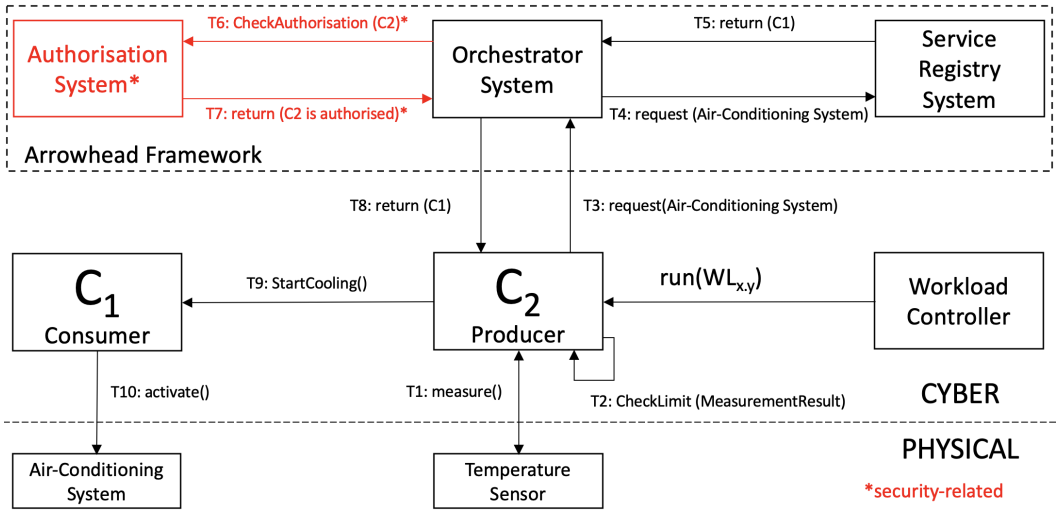 T6: CheckAuthorisation (C2)*
T5: return (C1)
Authorisation
System*
Orchestrator
System
Service
Registry
System
T7: return (C2 is authorised)*
T4: request (Air-Conditioning System)
Arrowhead Framework
T8: return (C1)
T3: request(Air-Conditioning System)
C1
Consumer
T9: StartCooling()
C2
Producer
run(WLx.y)
Workload
Controller
T10: activate()
T1: measure()
T2: CheckLimit (MeasurementResult)
CYBER
PHYSICAL
Air-Conditioning
System
Temperature
Sensor
*security-related